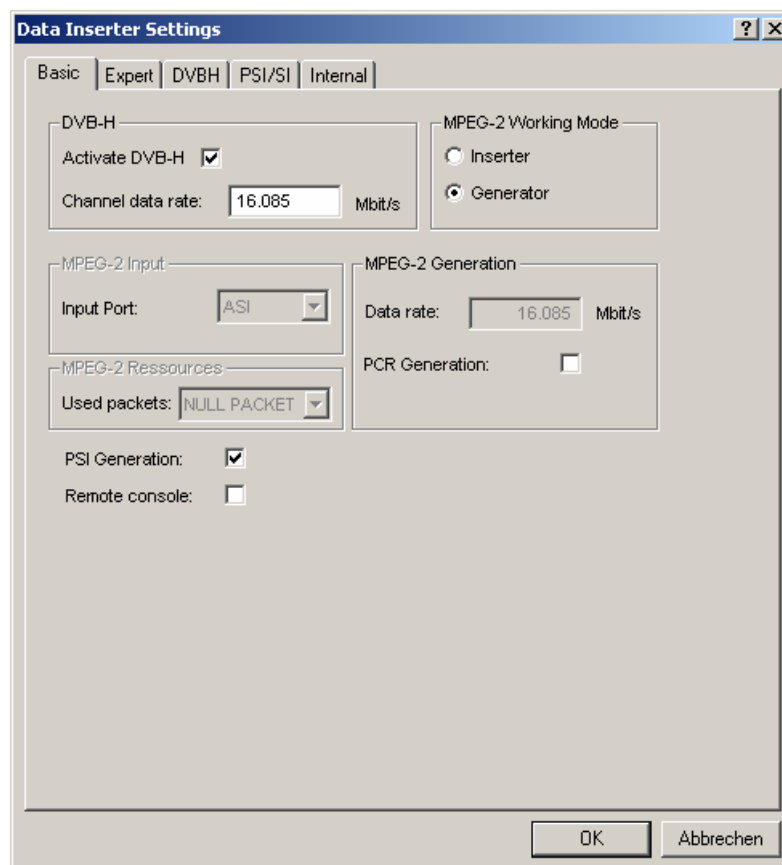 Data Inserter Settings
Basic Expert DVBH PSI/SI Internal
DVB-H
Activate DVB-H
Channel data rate: 16.085 Mbit/s
MPEG-2 Working Mode
Inserter
Generator
MPEG-2 Input
Input Port: ASI
MPEG-2 Ressources
Used packets: NULL PACKET
MPEG-2 Generation
Data rate: 16.085 Mbit/s
PCR Generation:
PSI Generation:
Remote console:
OK Abbrechen